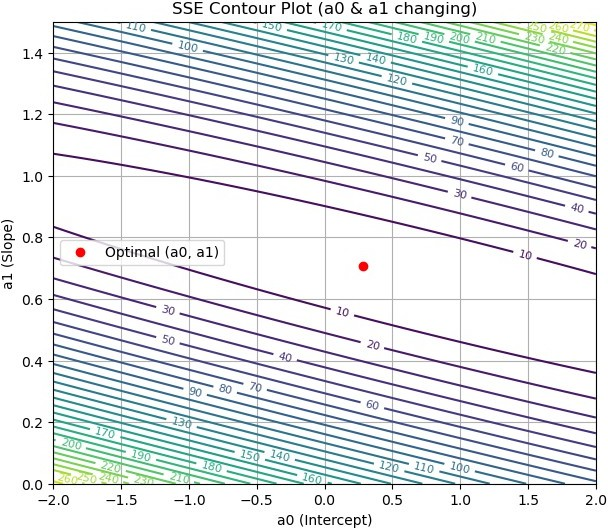 SSE Contour Plot (a0 & a1 changing)
110 150 170 250 260 270
100 180 190 200 210 230 240
130 140 220
120 160
90
70 80
50 60
30 40
20
10
Optimal (a0, a1)
10
30 20
50 40
90 80 70 60
130
170 150 140 120 110 100
200 190 180 160
220 210
260 250 240 230
1.4
1.2
1.0
0.8
0.6
0.4
0.2
0.0
a1 (Slope)
−2.0 −1.5 −1.0 −0.5 0.0 0.5 1.0 1.5 2.0
a0 (Intercept)